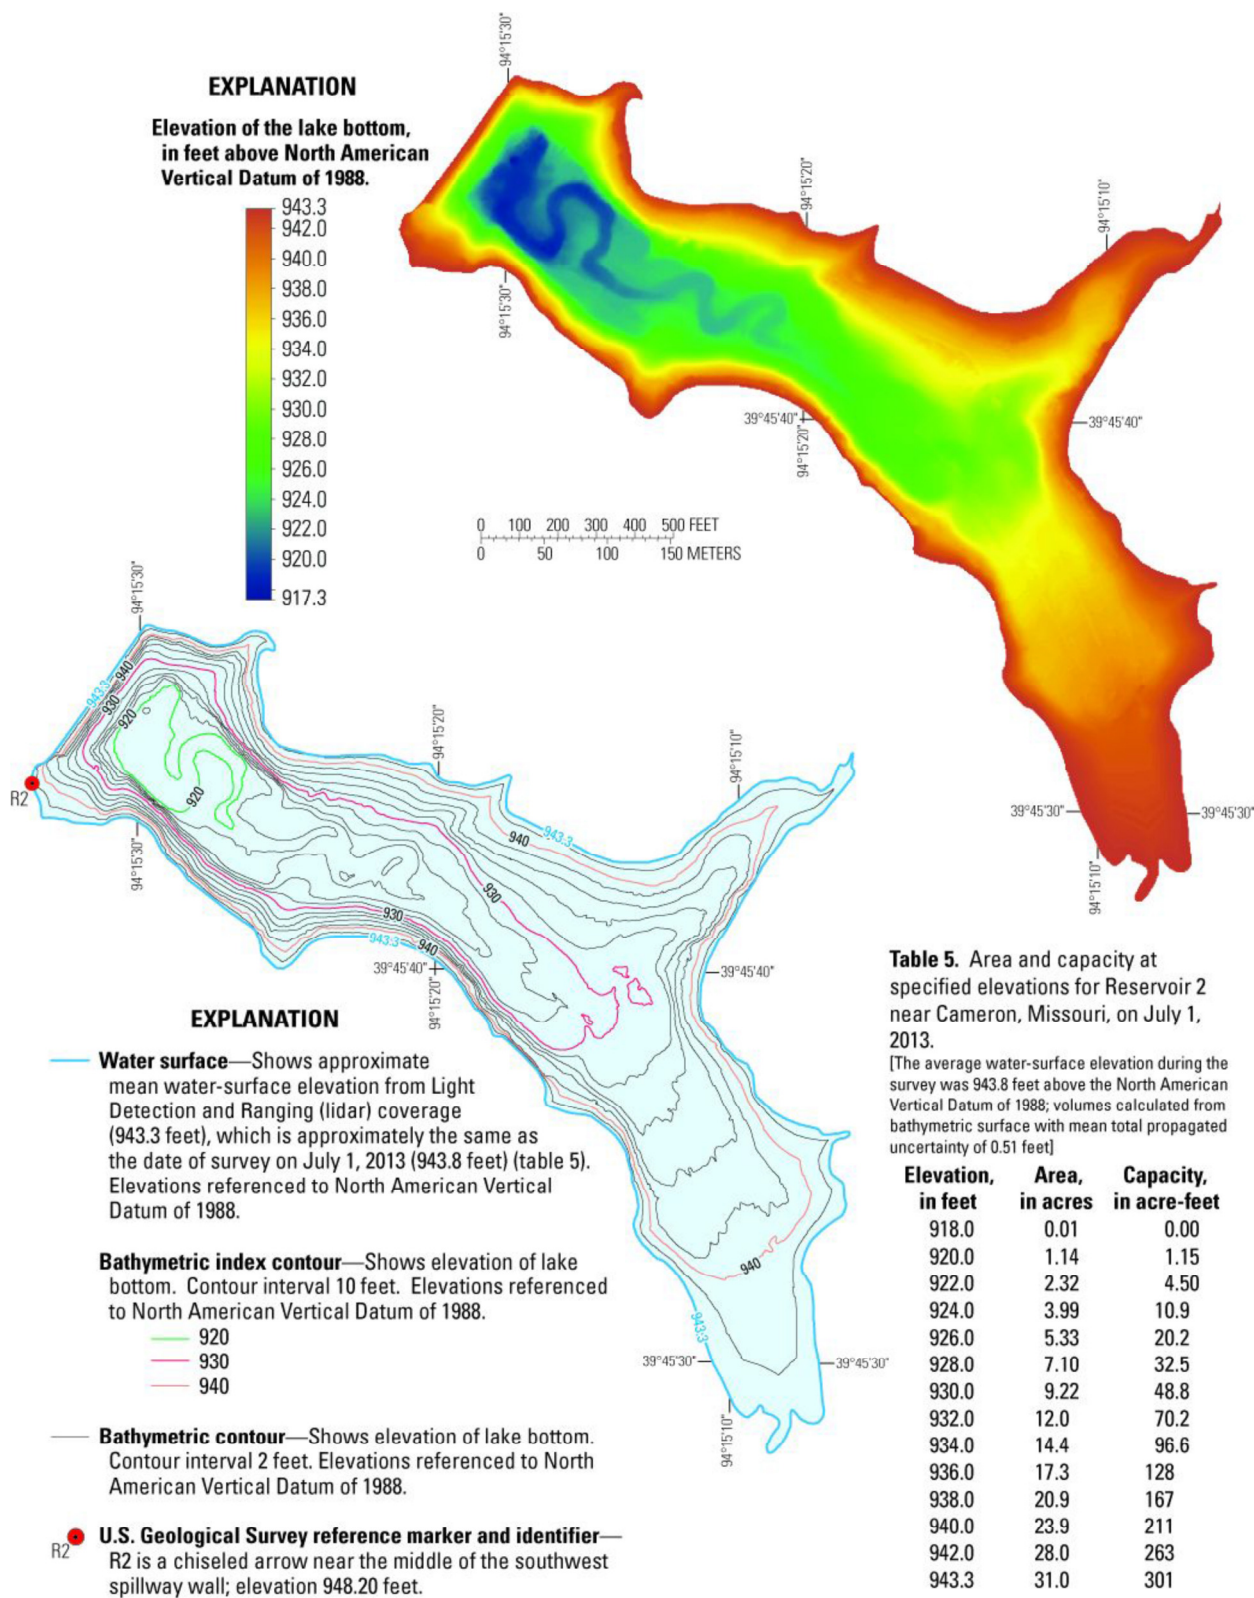 EXPLANATION
Elevation of the lake bottom,
in feet above North American
Vertical Datum of 1988.
943.3
942.0
940.0
938.0
936.0
934.0
932.0
930.0
928.0
926.0
924.0
922.0
920.0
917.3
94°15'30"
94°15'20"
94°15'10'
94°15'30"
39°45'40"
94°15'20"
39°45'40"
39°45'30"
39°45'30"
94°15'10"
0 100 200 300 400 500 FEET
0 50 100 150 METERS
94°15'30"
94°15'20"
94°15'10"
940
943.3
930
920
R2
920
94°15'30"
940
943.3
930
930
943.3
940
39°45'40"
94°15'20"
39°45'40"
940
943.3
39°45'30"
39°45'30"
94°15'10"
EXPLANATION
Water surface—Shows approximate
mean water-surface elevation from Light
Detection and Ranging (lidar) coverage
(943.3 feet), which is approximately the same as
the date of survey on July 1, 2013 (943.8 feet) (table 5).
Elevations referenced to North American Vertical
Datum of 1988.
Bathymetric index contour—Shows elevation of lake
bottom. Contour interval 10 feet. Elevations referenced
to North American Vertical Datum of 1988.
920
930
940
Bathymetric contour—Shows elevation of lake bottom.
Contour interval 2 feet. Elevations referenced to North
American Vertical Datum of 1988.
R2
U.S. Geological Survey reference marker and identifier—
R2 is a chiseled arrow near the middle of the southwest
spillway wall; elevation 948.20 feet.
Table 5. Area and capacity at
specified elevations for Reservoir 2
near Cameron, Missouri, on July 1,
2013.
[The average water-surface elevation during the
survey was 943.8 feet above the North American
Vertical Datum of 1988; volumes calculated from
bathymetric surface with mean total propagated
uncertainty of 0.51 feet]
Elevation, Area, Capacity,
in feet in acres in acre-feet
918.0 0.01 0.00
920.0 1.14 1.15
922.0 2.32 4.50
924.0 3.99 10.9
926.0 5.33 20.2
928.0 7.10 32.5
930.0 9.22 48.8
932.0 12.0 70.2
934.0 14.4 96.6
936.0 17.3 128
938.0 20.9 167
940.0 23.9 211
942.0 28.0 263
943.3 31.0 301